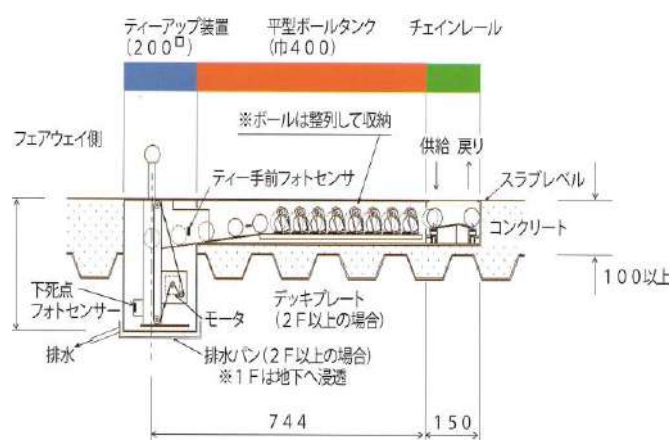 ティーアップ装置
(200□)
平型ボールタンク
(巾400)
チェインレール
※ボールは整列して収納
フェアウェイ側
供給 戻り
ティー手前フォトセンサ
スラブレベル
コンクリート
100以上
下死点
フォトセンサー
モータ
デッキプレート
(2F以上の場合)
排水
排水パン(2F以上の場合)
※1Fは地下へ浸透
744
150